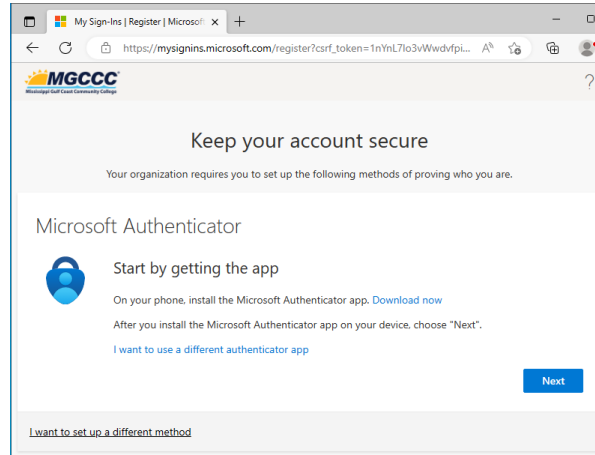 My Sign-Ins | Register | Microsoft
https://mysignins.microsoft.com/register?csrf_token=1nYnL7Io3vWwdvfpi...
MGCCC
Mississippi Gulf Coast Community College
Keep your account secure
Your organization requires you to set up the following methods of proving who you are.
Microsoft Authenticator
Start by getting the app
On your phone, install the Microsoft Authenticator app. Download now
After you install the Microsoft Authenticator app on your device, choose "Next".
I want to use a different authenticator app
Next
I want to set up a different method